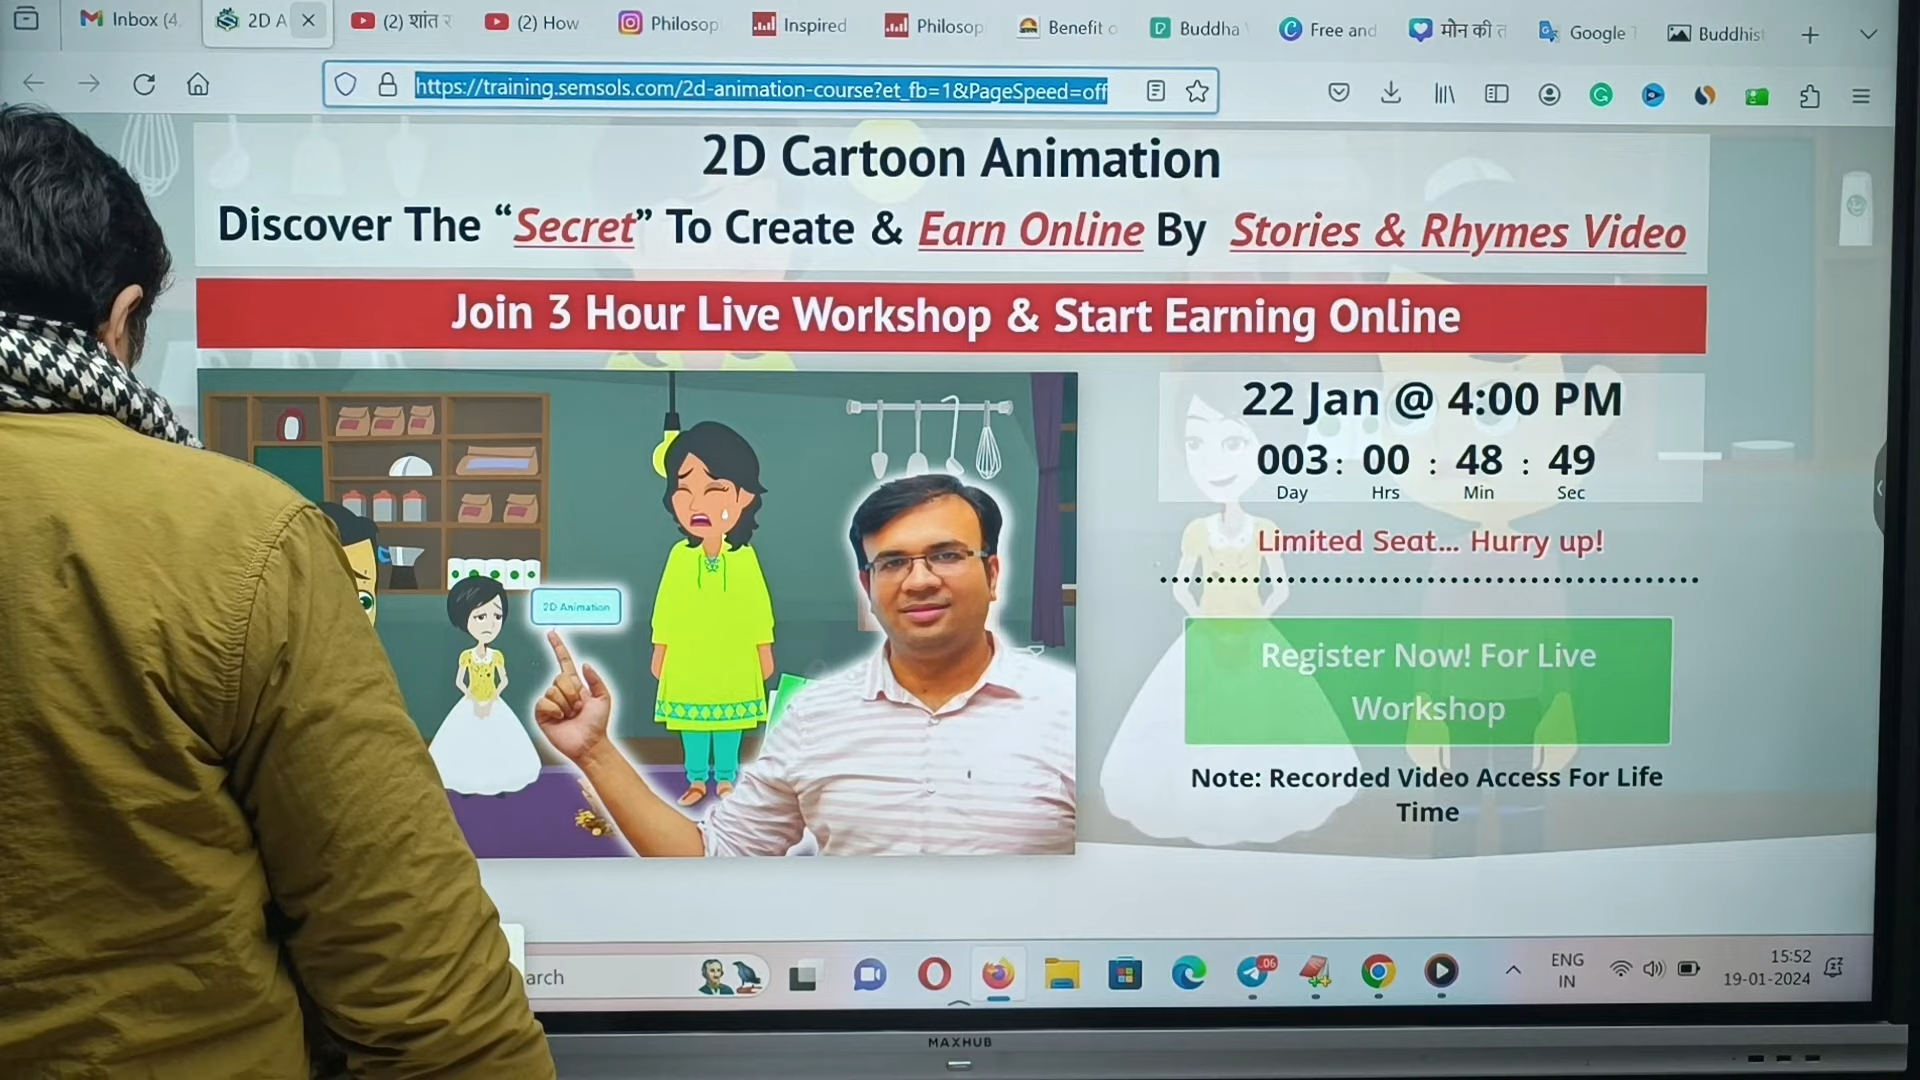 Inbox (4
2D A
(2) शांत
(2) How
Philosop
Inspired
Philosop
Benefit o
Buddha
Free and
मौन की
Google
Buddhis
https://training.semsols.com/2d-animation-course?et_fb=1&PageSpeed=off
2D Cartoon Animation
Discover The “Secret” To Create & Earn Online By Stories & Rhymes Video
Join 3 Hour Live Workshop & Start Earning Online
22 Jan @ 4:00 PM
003 : 00 : 48 : 49
Day Hrs Min Sec
Limited Seat... Hurry up!
2D Animation
Register Now! For Live
Workshop
Note: Recorded Video Access For Life
Time
arch
.06
ENG
IN
15:52
19-01-2024
MAXHUB